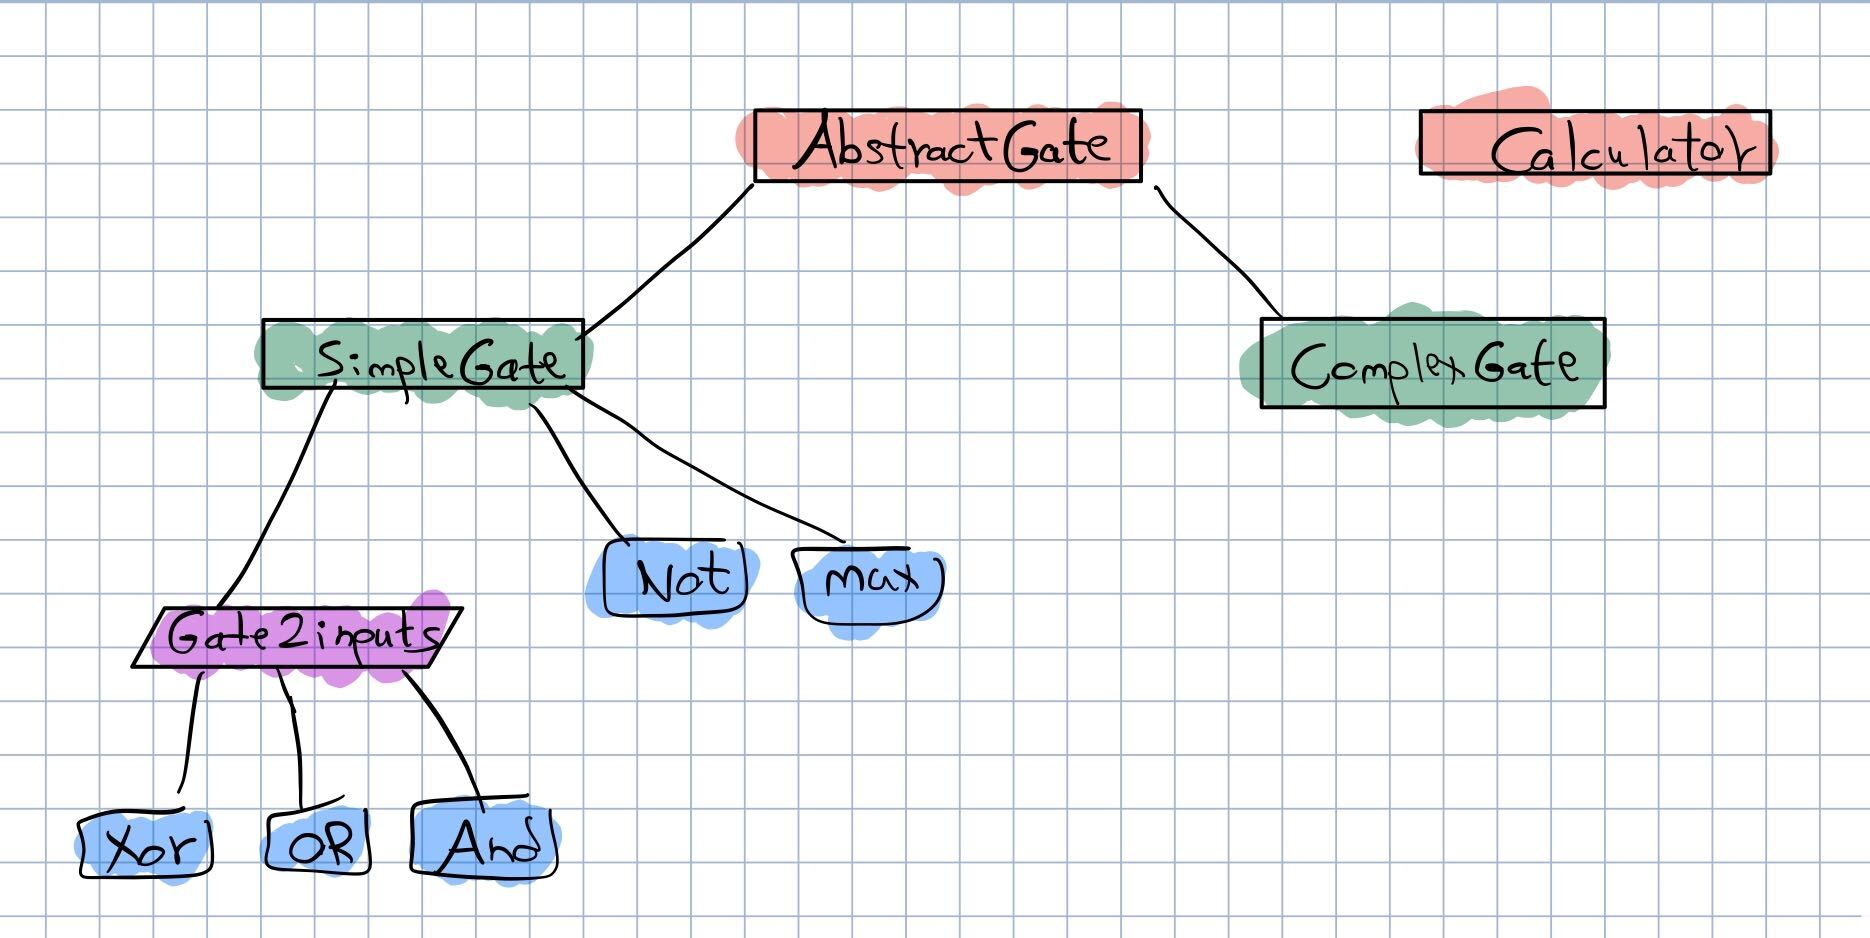 AbstractGate
Calculator
SimpleGate
ComplexGate
Not
max
Gate2inputs
Xor
OR
And